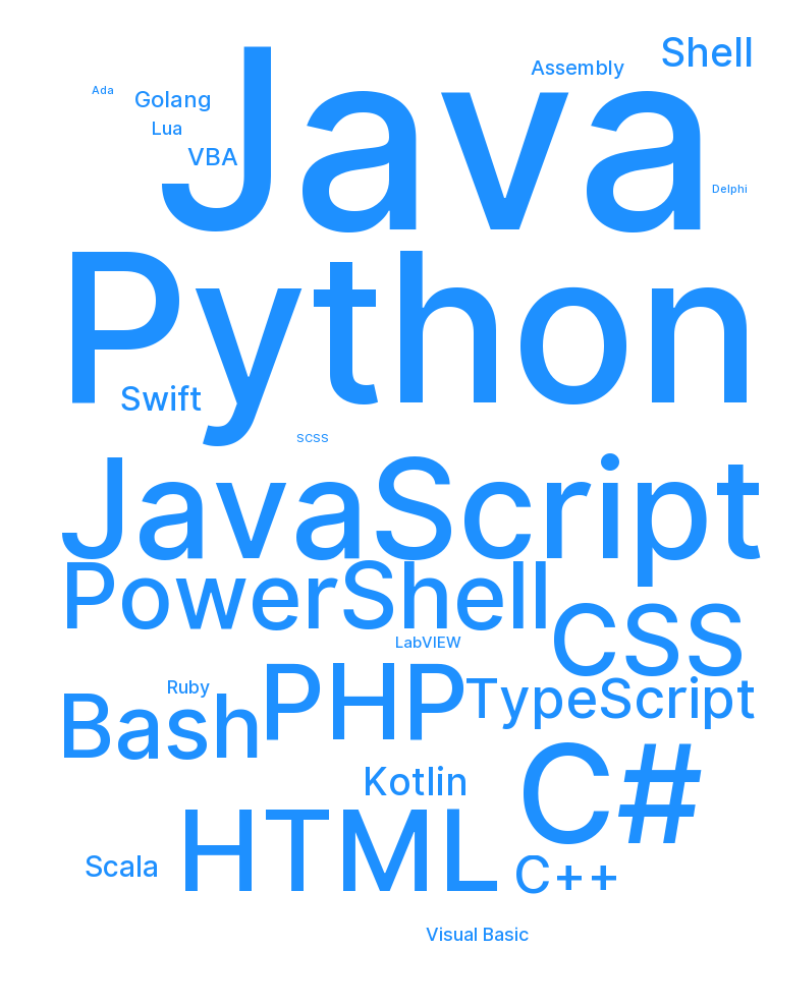 Shell
Assembly
Java
Ada
Golang
Lua
VBA
Delphi
Python
Swift
scss
JavaScript
PowerShell
CSS
LabVIEW
Ruby
PHP
TypeScript
Bash
Kotlin
C#
HTML
Scala
C++
Visual Basic